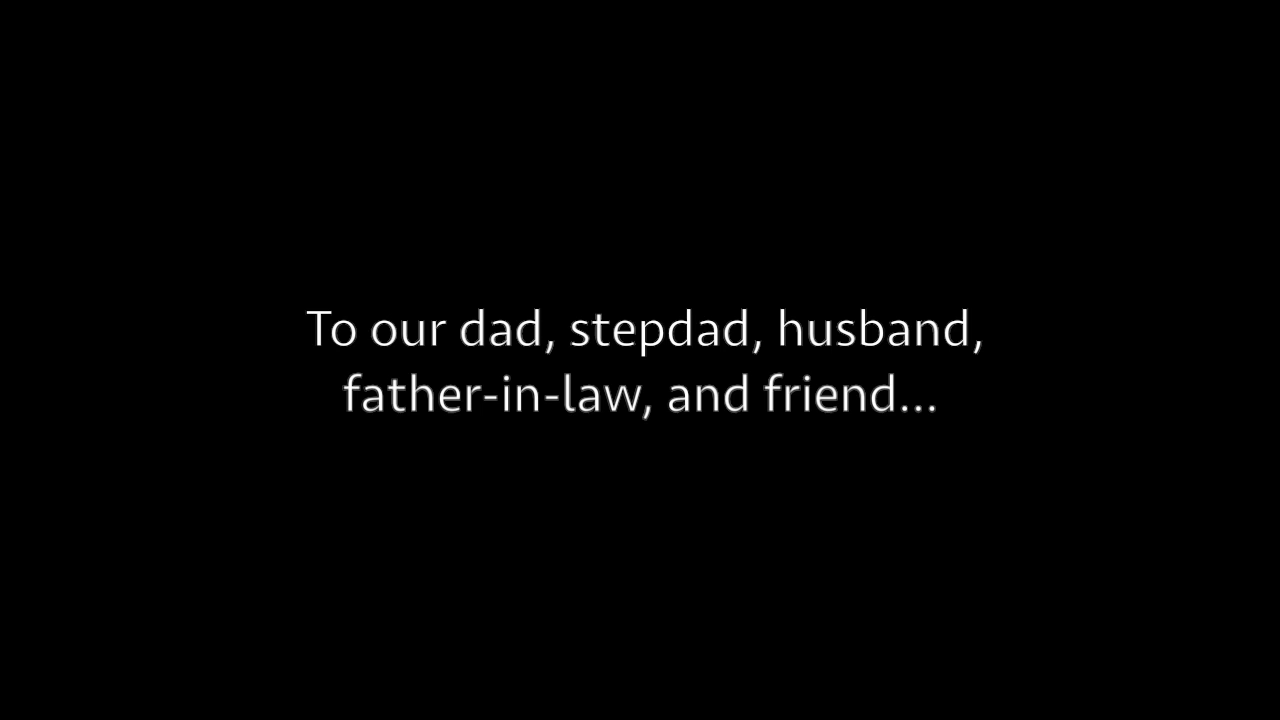 To our dad, stepdad, husband,
father-in-law, and friend...